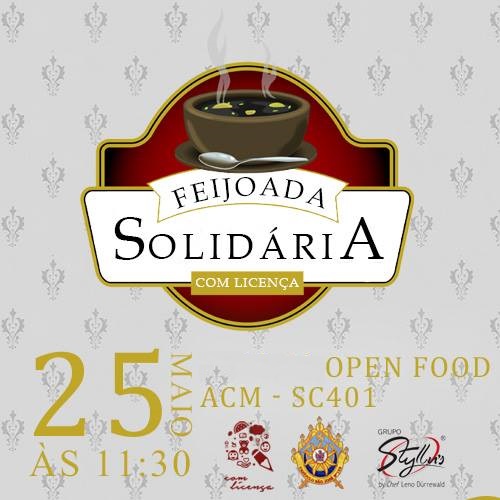 FEIJOADA
SOLIDÁRIA
COM LICENÇA
25
MAIO
ÀS 11:30
OPEN FOOD
ACM - SC401
com
licença
GRUPO
Styllu's
by Chef Leno Dürrewald